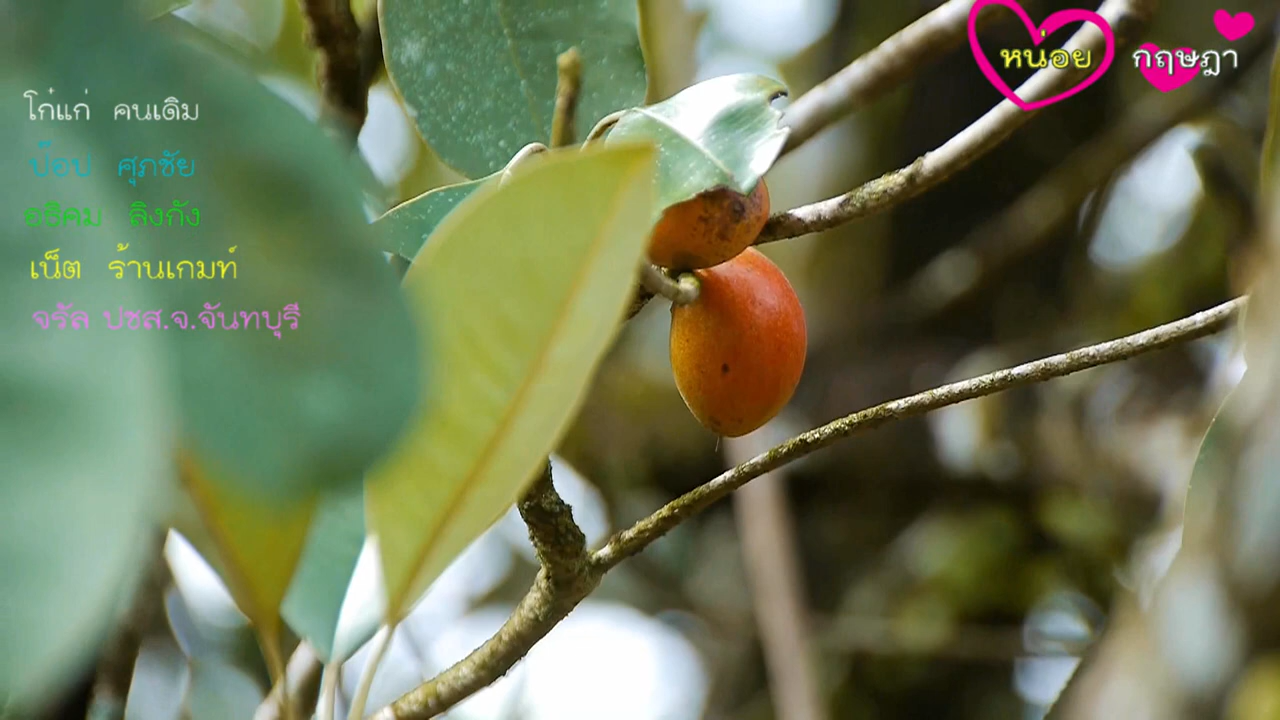 หน่อย กฤษฎา
โก๋แก่ คนเดิม
ป๊อป ศุภชัย
ยธิคม ลิงกัง
เน็ต ร้านเกมท์
จรัล ปชส.จ.จันทบุรี